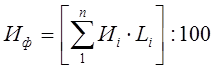 И_ф = [ ∑_1^n И_i · L_i ] : 100